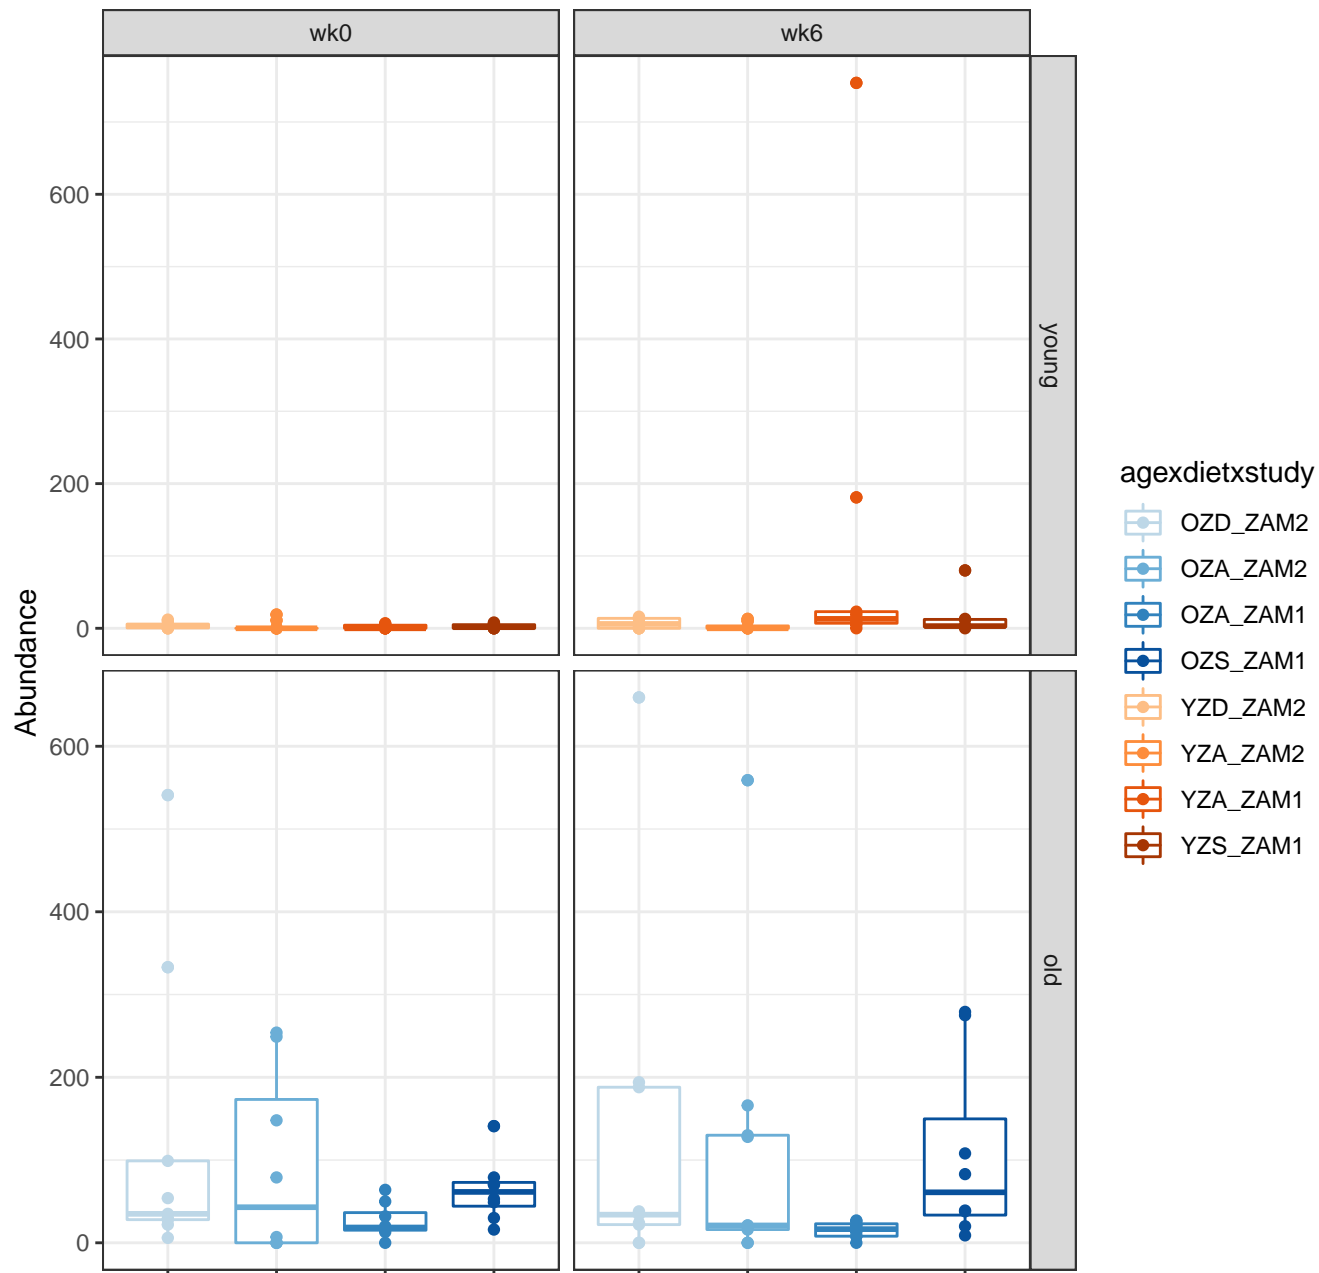 wk0
wk6
600
400
200
0
young
Abundance
600
400
200
0
old
agexdietxstudy
OZD_ZAM2
OZA_ZAM2
OZA_ZAM1
OZS_ZAM1
YZD_ZAM2
YZA_ZAM2
YZA_ZAM1
YZS_ZAM1